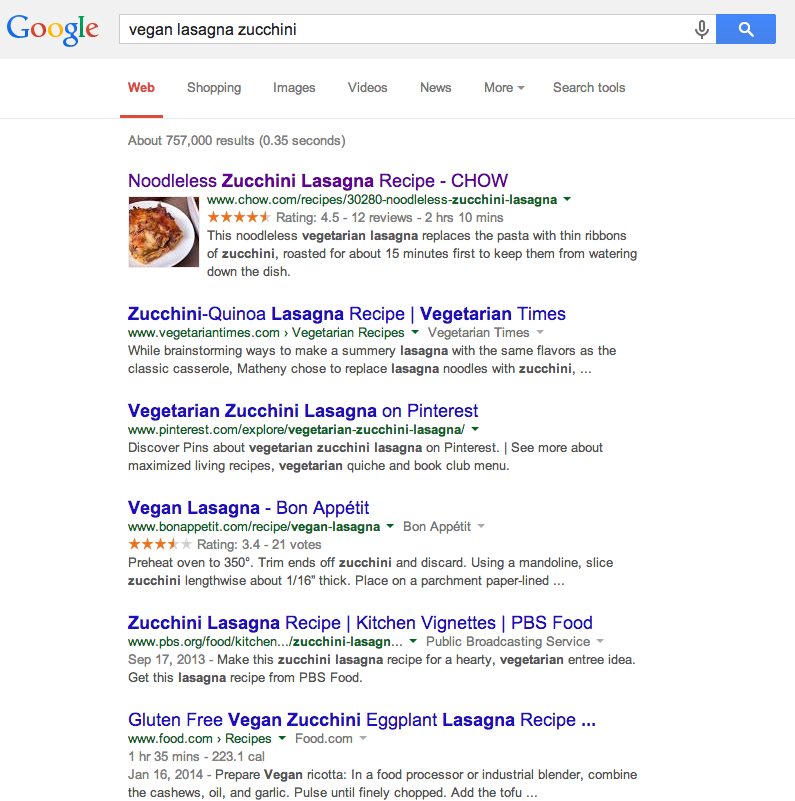 Google
vegan lasagna zucchini
Web Shopping Images Videos News More Search tools
About 757,000 results (0.35 seconds)
Noodleless Zucchini Lasagna Recipe - CHOW
www.chow.com/recipes/30280-noodleless-zucchini-lasagna
Rating: 4.5 - 12 reviews - 2 hrs 10 mins
This noodleless vegetarian lasagna replaces the pasta with thin ribbons
of zucchini, roasted for about 15 minutes first to keep them from watering
down the dish.
Zucchini-Quinoa Lasagna Recipe | Vegetarian Times
www.vegetariantimes.com › Vegetarian Recipes Vegetarian Times
While brainstorming ways to make a summery lasagna with the same flavors as the
classic casserole, Matheny chose to replace lasagna noodles with zucchini, ...
Vegetarian Zucchini Lasagna on Pinterest
www.pinterest.com/explore/vegetarian-zucchini-lasagna/
Discover Pins about vegetarian zucchini lasagna on Pinterest. | See more about
maximized living recipes, vegetarian quiche and book club menu.
Vegan Lasagna - Bon Appétit
www.bonappetit.com/recipe/vegan-lasagna Bon Appétit
Rating: 3.4 - 21 votes
Preheat oven to 350°. Trim ends off zucchini and discard. Using a mandoline, slice
zucchini lengthwise about 1/16” thick. Place on a parchment paper-lined ...
Zucchini Lasagna Recipe | Kitchen Vignettes | PBS Food
www.pbs.org/food/kitchen.../zucchini-lasagn... Public Broadcasting Service
Sep 17, 2013 - Make this zucchini lasagna recipe for a hearty, vegetarian entree idea.
Get this lasagna recipe from PBS Food.
Gluten Free Vegan Zucchini Eggplant Lasagna Recipe ...
www.food.com › Recipes Food.com
1 hr 35 mins - 223.1 cal
Jan 16, 2014 - Prepare Vegan ricotta: In a food processor or industrial blender, combine
the cashews, oil, and garlic. Pulse until finely chopped. Add the tofu ...